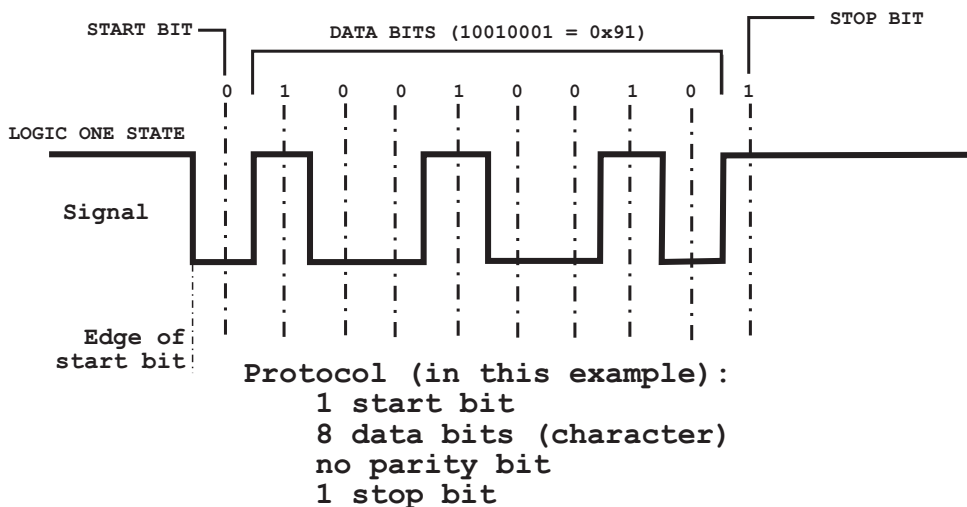 START BIT
DATA BITS (10010001 = 0x91)
STOP BIT
0 1 0 0 1 0 0 1 0 1
LOGIC ONE STATE
Signal
Edge of
start bit
Protocol (in this example):
1 start bit
8 data bits (character)
no parity bit
1 stop bit